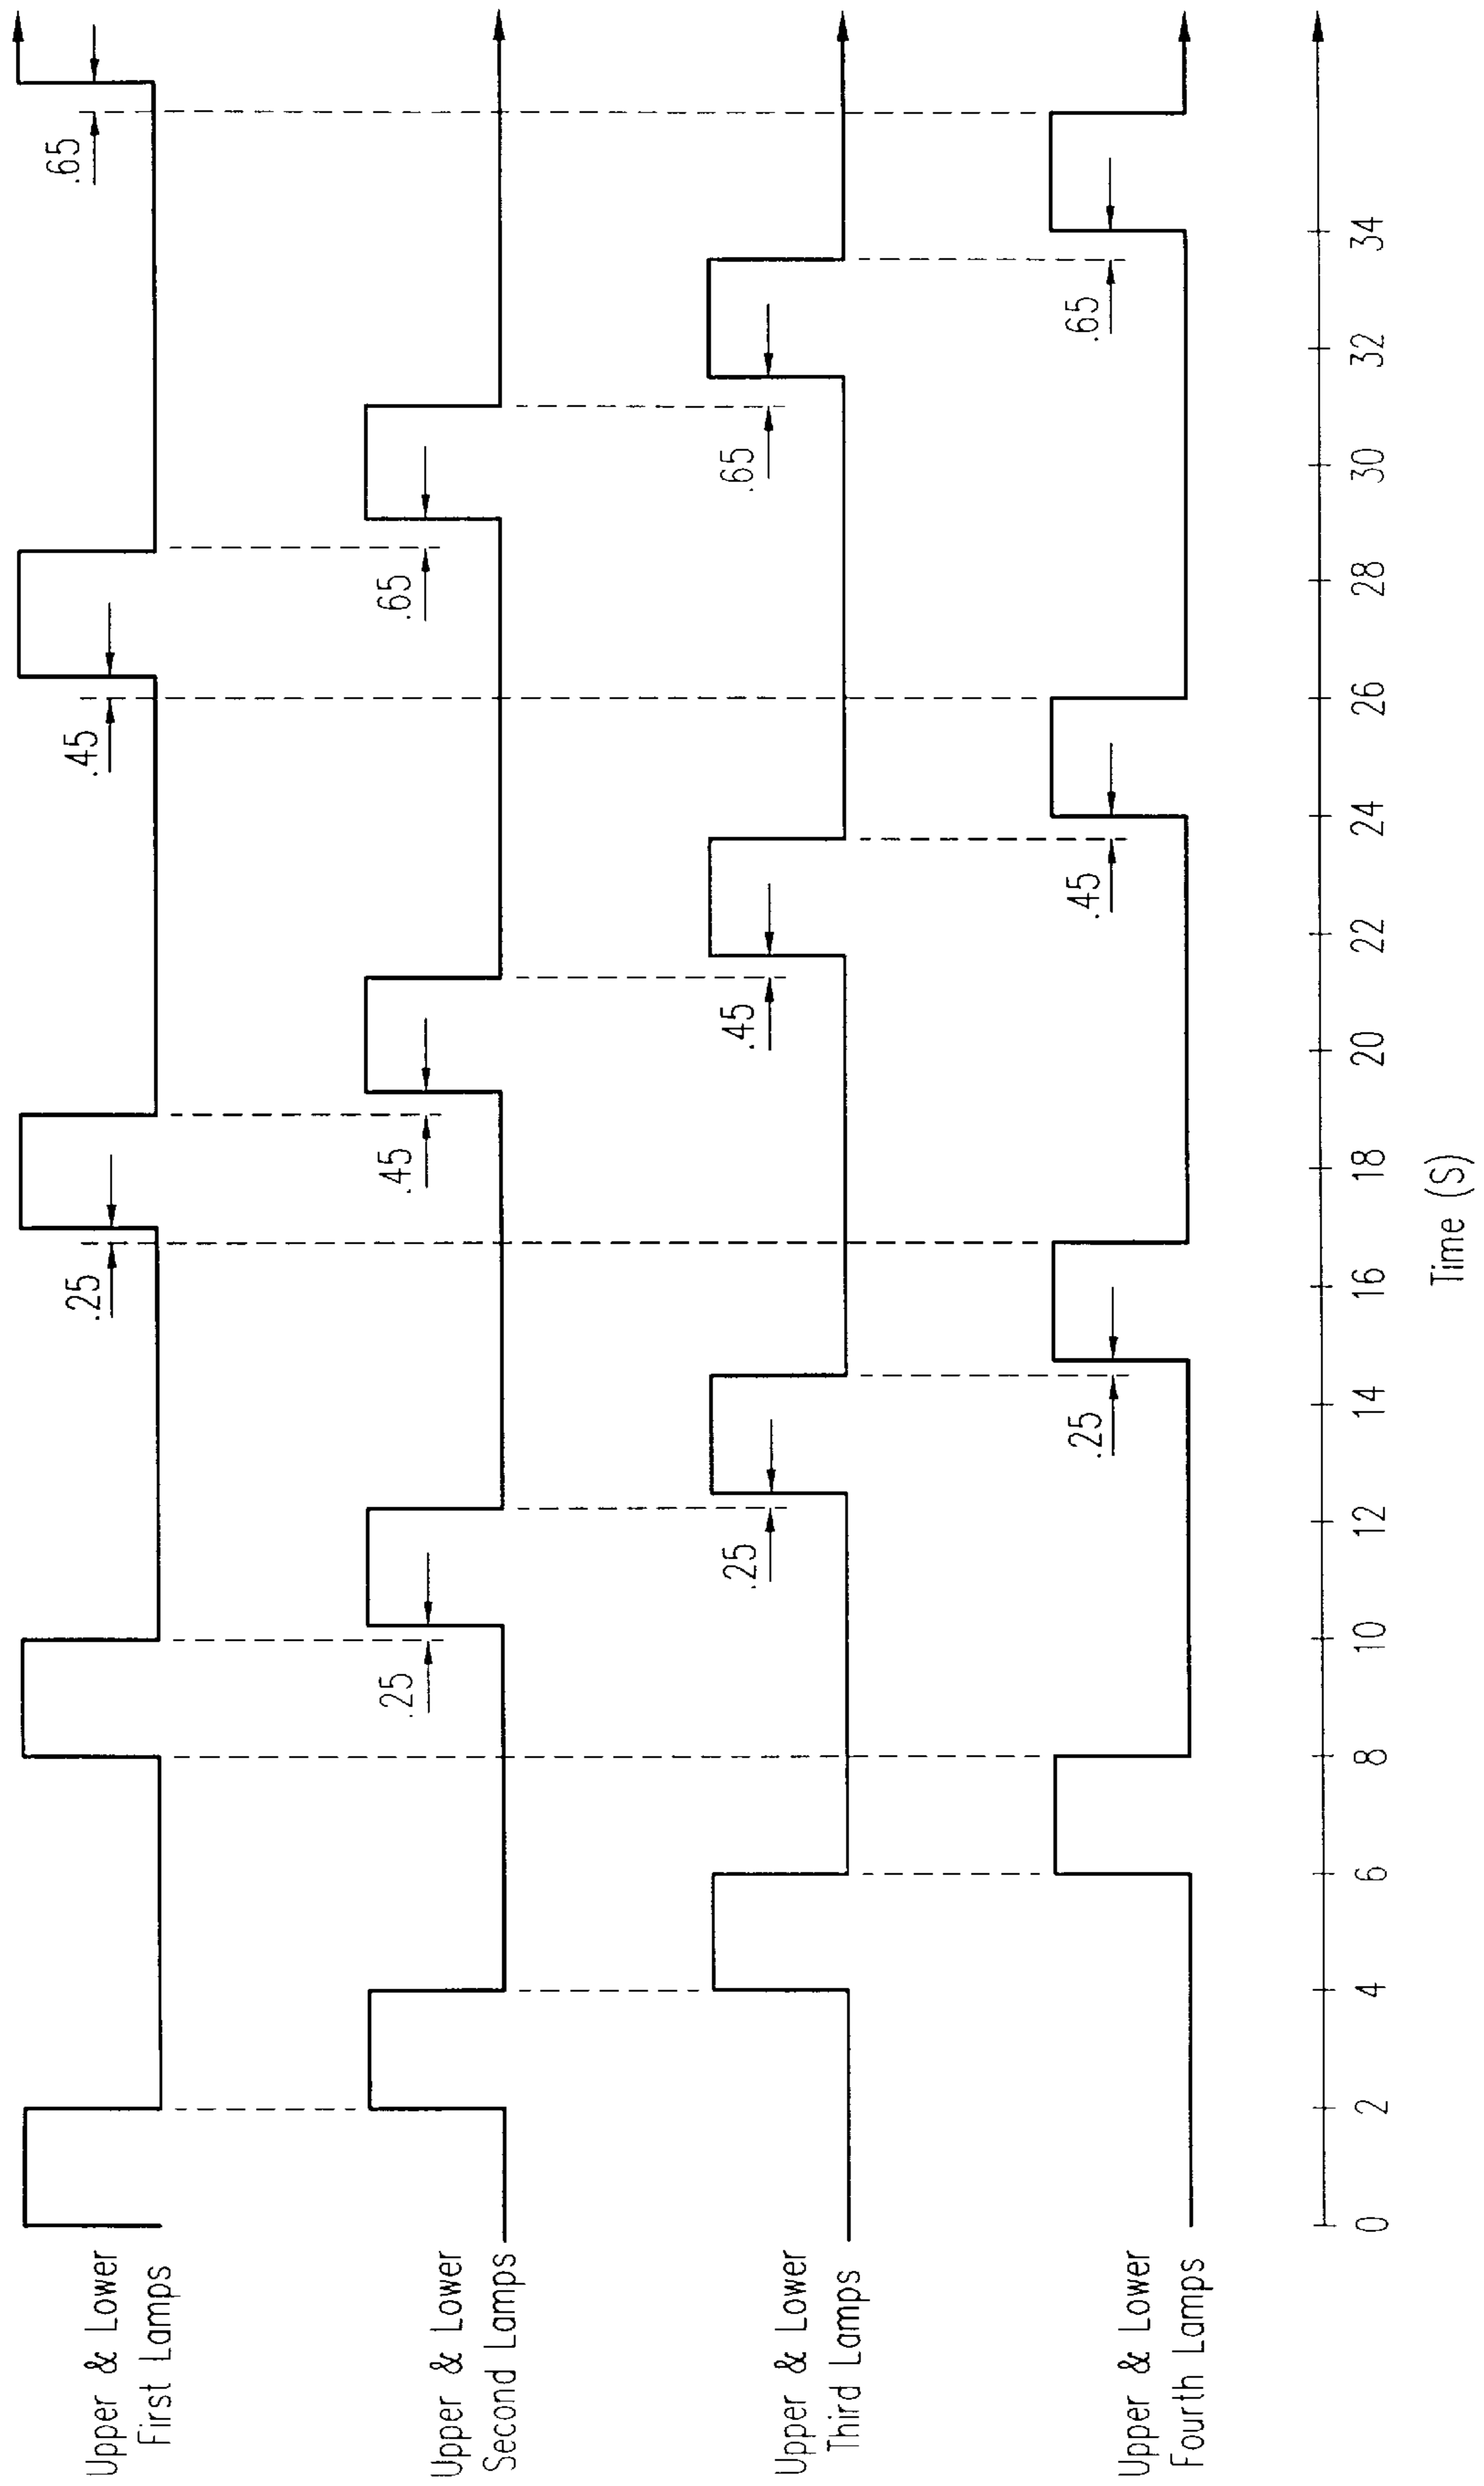 Upper & Lower
First Lamps
.25
.45
.65
Upper & Lower
Second Lamps
.25
.45
.65
Upper & Lower
Third Lamps
.25
.45
.65
Upper & Lower
Fourth Lamps
.25
.45
.65
0 2 4 6 8 10 12 14 16 18 20 22 24 26 28 30 32 34
Time (S)